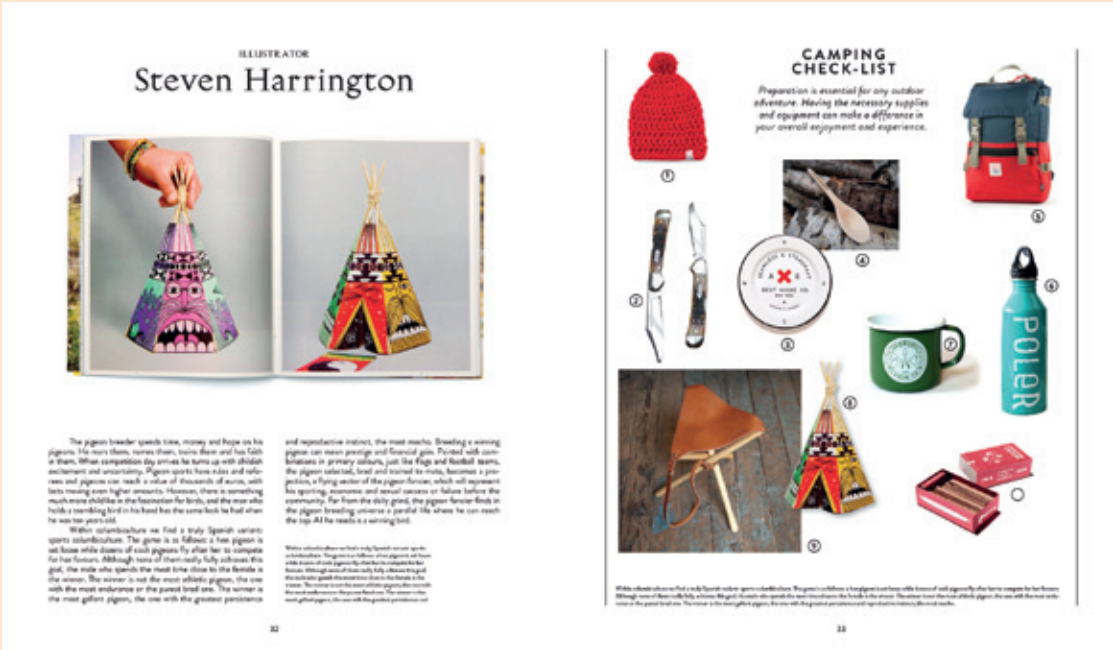 ILLUSTRATOR
Steven Harrington
The pigeon breeder spends time, money and hope on his
pigeons. He rears them, names them, trains them and has faith
in them. When competition day arrives he turns up with childish
excitement and uncertainty. Pigeon sports have rules and refe-
rees and pigeons can reach a value of thousands of euros, with
bets moving even higher amounts. However, there is something
much more childlike in the fascination for birds, and the man who
holds a trembling bird in his hand has the same look he had when
he was ten years old.
Within columbiculture we find a truly Spanish variant:
sports columbiculture. The game is as follows: a hen pigeon is
set loose while dozens of cock pigeons fly after her to compete
for her favours. Although none of them really fully achieves this
goal, the male who spends the most time close to the female is
the winner. The winner is not the most athletic pigeon, the one
with the most endurance or the purest bred one. The winner is
the most gallant pigeon, the one with the greatest persistence
and reproductive instinct, the most macho. Breeding a winning
pigeon can mean prestige and financial gain. Painted with com-
binations in primary colours, just like flags and football teams,
the pigeon selected, bred and trained to mate, becomes a pro-
jection, a flying vector of the pigeon fancier, which will represent
his sporting, economic and sexual success or failure before the
community. Far from the daily grind, the pigeon fancier finds in
the pigeon breeding universe a parallel life where he can reach
the top. All he needs is a winning bird.
32
CAMPING
CHECK-LIST
Preparation is essential for any outdoor
adventure. Having the necessary supplies
and equipment can make a difference in
your overall enjoyment and experience.
1
2
3
4
5
6
7
8
9
A X
BEST MADE CO.
POLeR
33